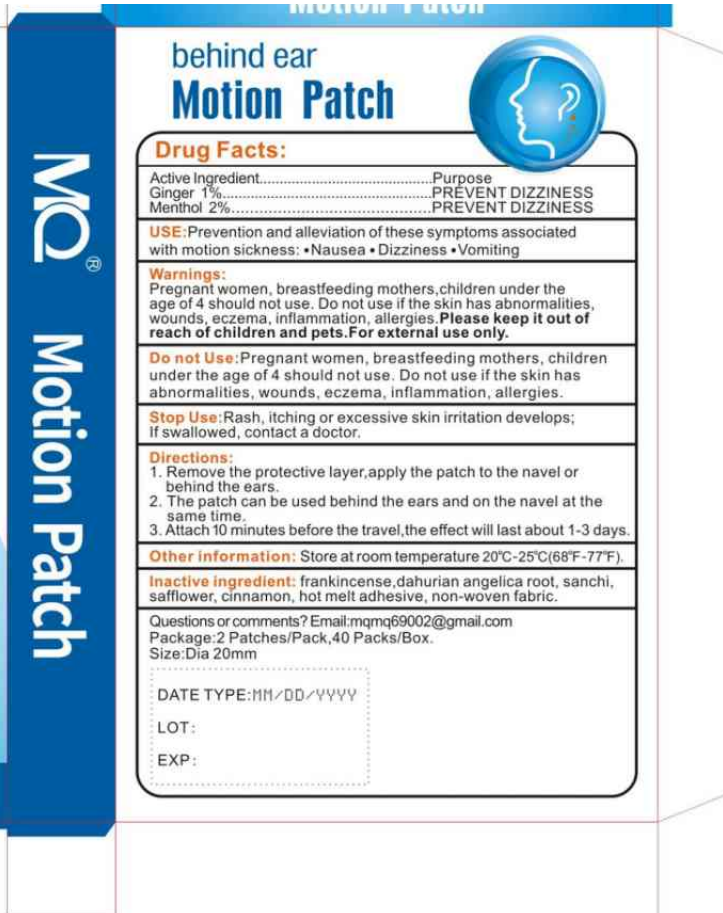 Motion Patch
behind ear
Motion Patch
MQ®
Motion Patch
Drug Facts:
Active Ingredient............................................Purpose
Ginger 1%.....................................................PREVENT DIZZINESS
Menthol 2%...................................PREVENT DIZZINESS
USE:Prevention and alleviation of these symptoms associated
with motion sickness: •Nausea •Dizziness •Vomiting
Warnings:
Pregnant women, breastfeeding mothers,children under the
age of 4 should not use. Do not use if the skin has abnormalities,
wounds, eczema, inflammation, allergies.Please keep it out of
reach of children and pets.For external use only.
Do not Use:Pregnant women, breastfeeding mothers, children
under the age of 4 should not use. Do not use if the skin has
abnormalities, wounds, eczema, inflammation, allergies.
Stop Use:Rash, itching or excessive skin irritation develops;
If swallowed, contact a doctor.
Directions:
1. Remove the protective layer,apply the patch to the navel or
behind the ears.
2. The patch can be used behind the ears and on the navel at the
same time.
3. Attach 10 minutes before the travel,the effect will last about 1-3 days.
Other information: Store at room temperature 20℃-25℃(68℉-77℉).
Inactive ingredient: frankincense,dahurian angelica root, sanchi,
safflower, cinnamon, hot melt adhesive, non-woven fabric.
Questions or comments? Email:mqmq69002@gmail.com
Package:2 Patches/Pack,40 Packs/Box.
Size:Dia 20mm
DATE TYPE:MM/DD/YYYY
LOT:
EXP: